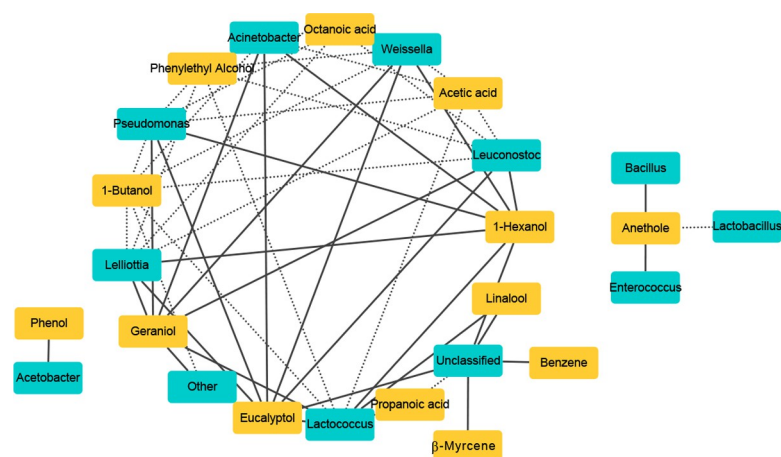 Octanoic acid
Acinetobacter
Weissella
Phenylethyl Alcohol
Acetic acid
Pseudomonas
Leuconostoc
Bacillus
1-Butanol
1-Hexanol
Anethole
Lactobacillus
Lelliottia
Enterococcus
Linalool
Phenol
Geraniol
Unclassified
Benzene
Acetobacter
Other
Propanoic acid
Eucalyptol
Lactococcus
β-Myrcene